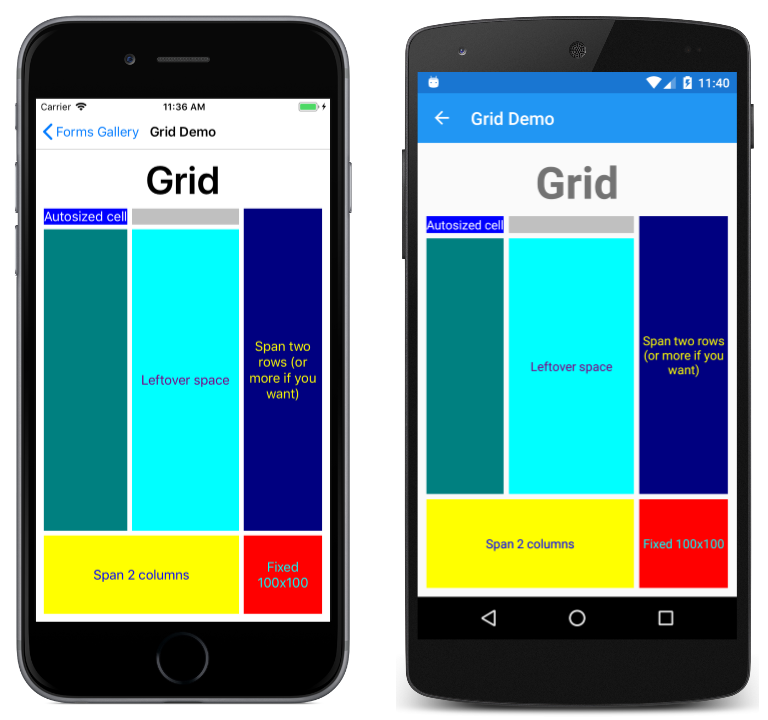 Carrier 11:36 AM
Forms Gallery Grid Demo
Grid
Autosized cell
Span two
rows (or
more if you
want)
Leftover space
Span 2 columns
Fixed
100x100
11:40
Grid Demo
Grid
Autosized cell
Span two rows
(or more if you
want)
Leftover space
Span 2 columns
Fixed 100x100